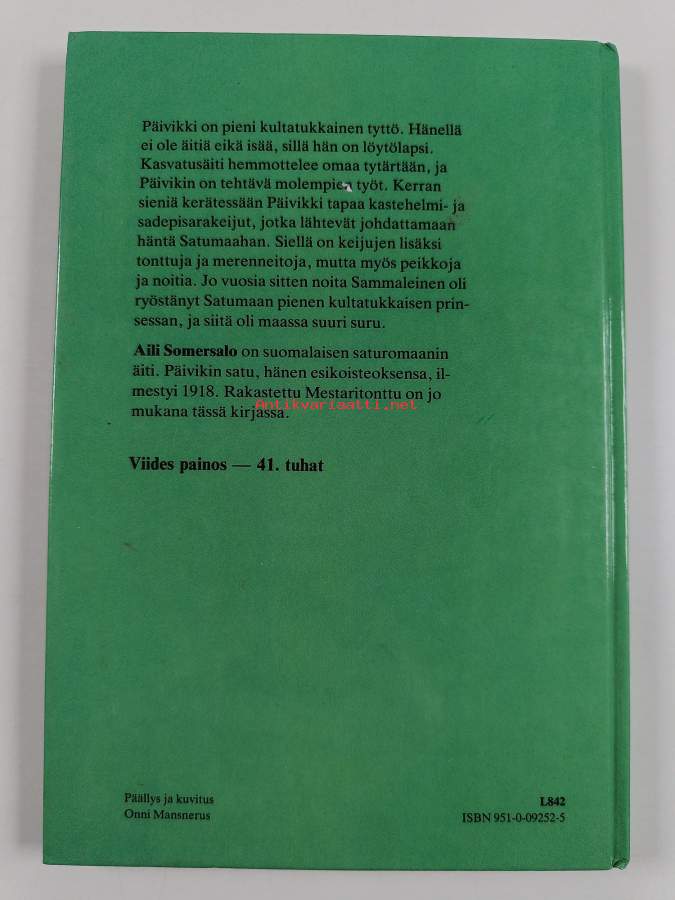 Päivikki on pieni kultatukkainen tyttö. Hänellä
ei ole äitiä eikä isää, sillä hän on löytölapsi.
Kasvatusäiti hemmottelee omaa tytärtään, ja
Päivikin on tehtävä molempien työt. Kerran
sieniä kerätessään Päivikki tapaa kastehelmi- ja
sadepisarakeijut, jotka lähtevät johdattamaan
häntä Satumaahan. Siellä on keijujen lisäksi
tonttuja ja merenneitoja, mutta myös peikkoja
ja noitia. Jo vuosia sitten noita Sammaleinen oli
ryöstänyt Satumaan pienen kultatukkaisen prin-
sessan, ja siitä oli maassa suuri suru.
Aili Somersalo on suomalaisen saturomaanin
äiti. Päivikin satu, hänen esikoisteoksensa, il-
mestyi 1918. Rakastettu Mestaritonttu on jo
Antikvariaatti.net
mukana tässä kirjassa.
Viides painos — 41. tuhat
Päällys ja kuvitus
Onni Mansnerus
L842
ISBN 951-0-09252-5